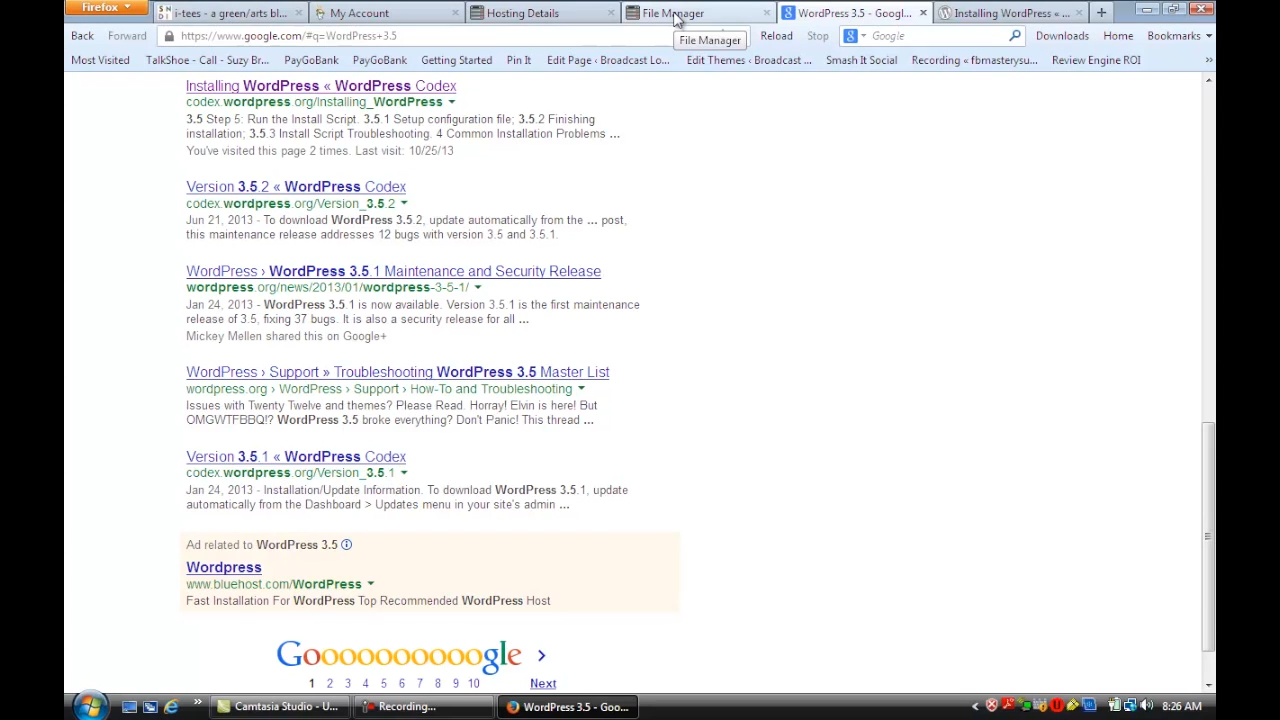 Firefox
i-tees - a green/arts bl...
My Account
Hosting Details
File Manager
WordPress 3.5 - Googl...
Installing WordPress « ...
Back
Forward
https://www.google.com/#q=WordPress+3.5
Reload
Stop
Google
Downloads
Home
Bookmarks
File Manager
Most Visited
TalkShoe - Call - Suzy Br...
PayGoBank
PayGoBank
Getting Started
Pin It
Edit Page ‹ Broadcast Lo...
Edit Themes ‹ Broadcast ...
Smash It Social
Recording « fbmasterysu...
Review Engine ROI
»
Installing WordPress « WordPress Codex
codex.wordpress.org/Installing_WordPress
3.5 Step 5: Run the Install Script. 3.5.1 Setup configuration file; 3.5.2 Finishing
installation; 3.5.3 Install Script Troubleshooting. 4 Common Installation Problems ...
You've visited this page 2 times. Last visit: 10/25/13
Version 3.5.2 « WordPress Codex
codex.wordpress.org/Version_3.5.2
Jun 21, 2013 - To download WordPress 3.5.2, update automatically from the ... post,
this maintenance release addresses 12 bugs with version 3.5 and 3.5.1.
WordPress › WordPress 3.5.1 Maintenance and Security Release
wordpress.org/news/2013/01/wordpress-3-5-1/
Jan 24, 2013 - WordPress 3.5.1 is now available. Version 3.5.1 is the first maintenance
release of 3.5, fixing 37 bugs. It is also a security release for all ...
Mickey Mellen shared this on Google+
WordPress › Support » Troubleshooting WordPress 3.5 Master List
wordpress.org › WordPress › Support › How-To and Troubleshooting
Issues with Twenty Twelve and themes? Please Read. Horray! Elvin is here! But
OMGWTFBBQ!? WordPress 3.5 broke everything? Don't Panic! This thread ...
Version 3.5.1 « WordPress Codex
codex.wordpress.org/Version_3.5.1
Jan 24, 2013 - Installation/Update Information. To download WordPress 3.5.1, update
automatically from the Dashboard > Updates menu in your site's admin ...
Ad related to WordPress 3.5
Wordpress
www.bluehost.com/WordPress
Fast Installation For WordPress Top Recommended WordPress Host
Goooooooooogle
1 2 3 4 5 6 7 8 9 10 Next
»
Camtasia Studio - U...
Recording...
WordPress 3.5 - Goo...
8:26 AM